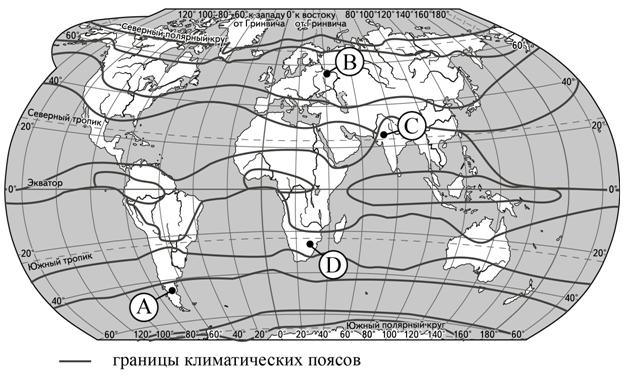 120° 100° 80° 60° к западу 0° к востоку 80° 100° 120° 140° 160° 180°
от Гринвича от Гринвича
Северный полярный круг
60° 60°
B
40° 40°
Северный тропик
C
20° 20°
Экватор
0° 0°
D
20° 20°
Южный тропик
A
40° 40°
Южный полярный круг
60° 120° 140° 100° 80° 60° 40° 20° 0° 20° 40° 60° 80° 100° 120° 140° 160° 180° 60°
границы климатических поясов